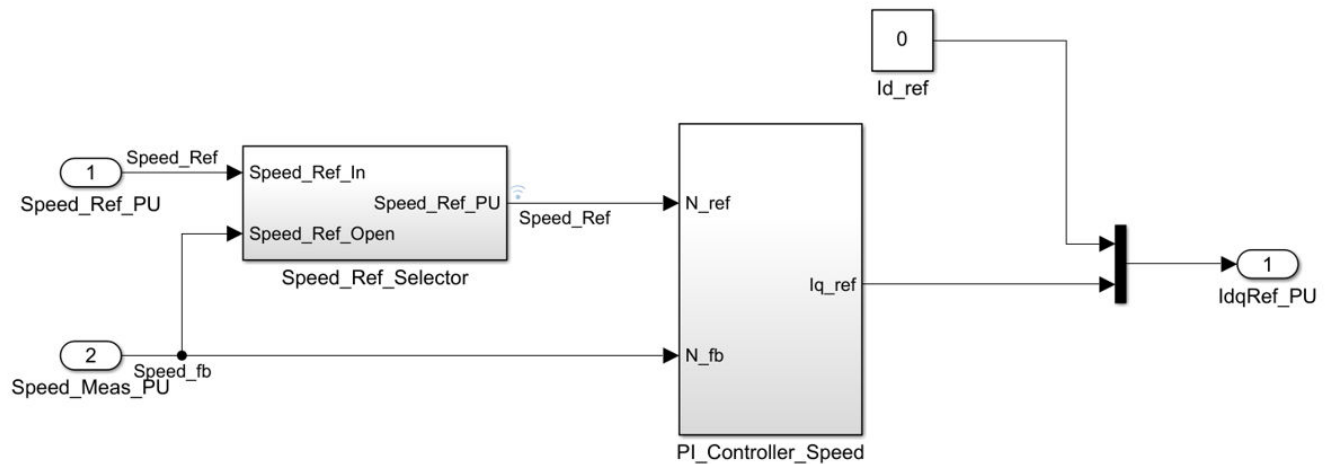 0
Id_ref
Speed_Ref
1
Speed_Ref_PU
Speed_Ref_In
Speed_Ref_PU
Speed_Ref_Open
Speed_Ref_Selector
Speed_Ref
N_ref
Iq_ref
N_fb
PI_Controller_Speed
1
IdqRef_PU
2
Speed_fb
Speed_Meas_PU